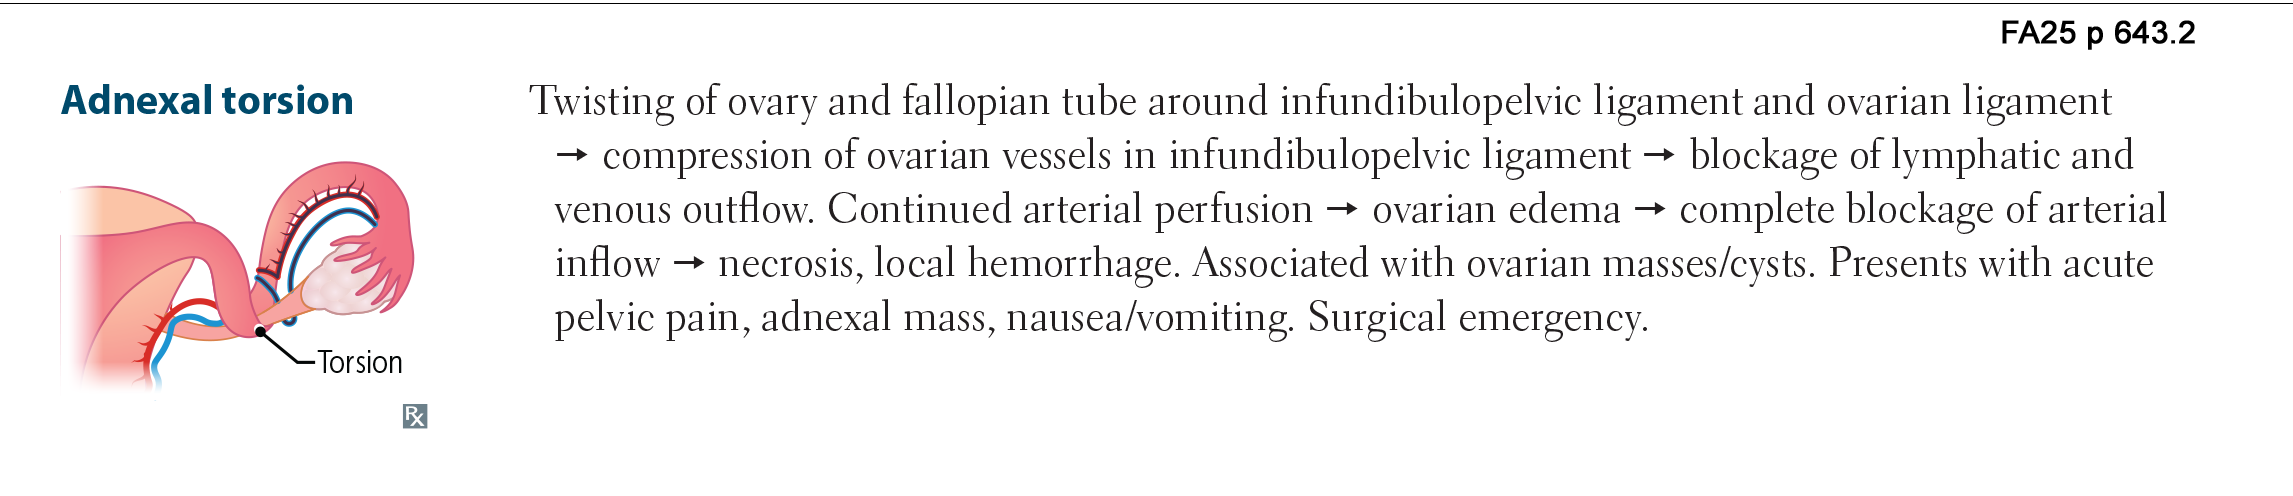 FA25 p 643.2
Adnexal torsion
Twisting of ovary and fallopian tube around infundibulopelvic ligament and ovarian ligament
→ compression of ovarian vessels in infundibulopelvic ligament → blockage of lymphatic and
venous outflow. Continued arterial perfusion → ovarian edema → complete blockage of arterial
inflow → necrosis, local hemorrhage. Associated with ovarian masses/cysts. Presents with acute
pelvic pain, adnexal mass, nausea/vomiting. Surgical emergency.
Torsion
Rx